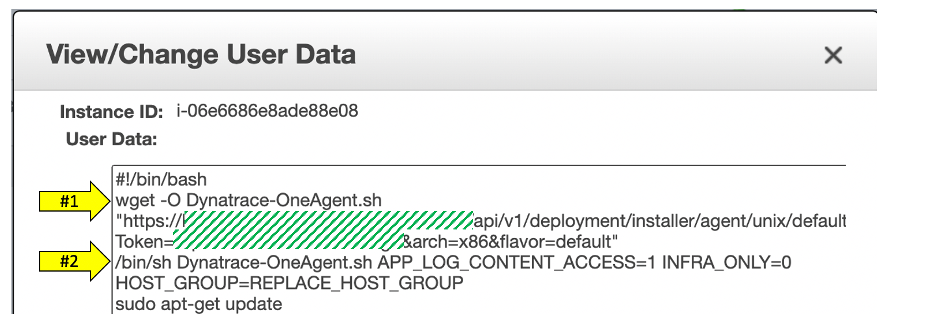 View/Change User Data
Instance ID: i-06e6686e8ade88e08
User Data:
#!/bin/bash
#1
wget -O Dynatrace-OneAgent.sh
"https:/ api/v1/deployment/installer/agent/unix/default
Token= &arch=x86&flavor=default"
#2
/bin/sh Dynatrace-OneAgent.sh APP_LOG_CONTENT_ACCESS=1 INFRA_ONLY=0
HOST_GROUP=REPLACE_HOST_GROUP
sudo apt-get update